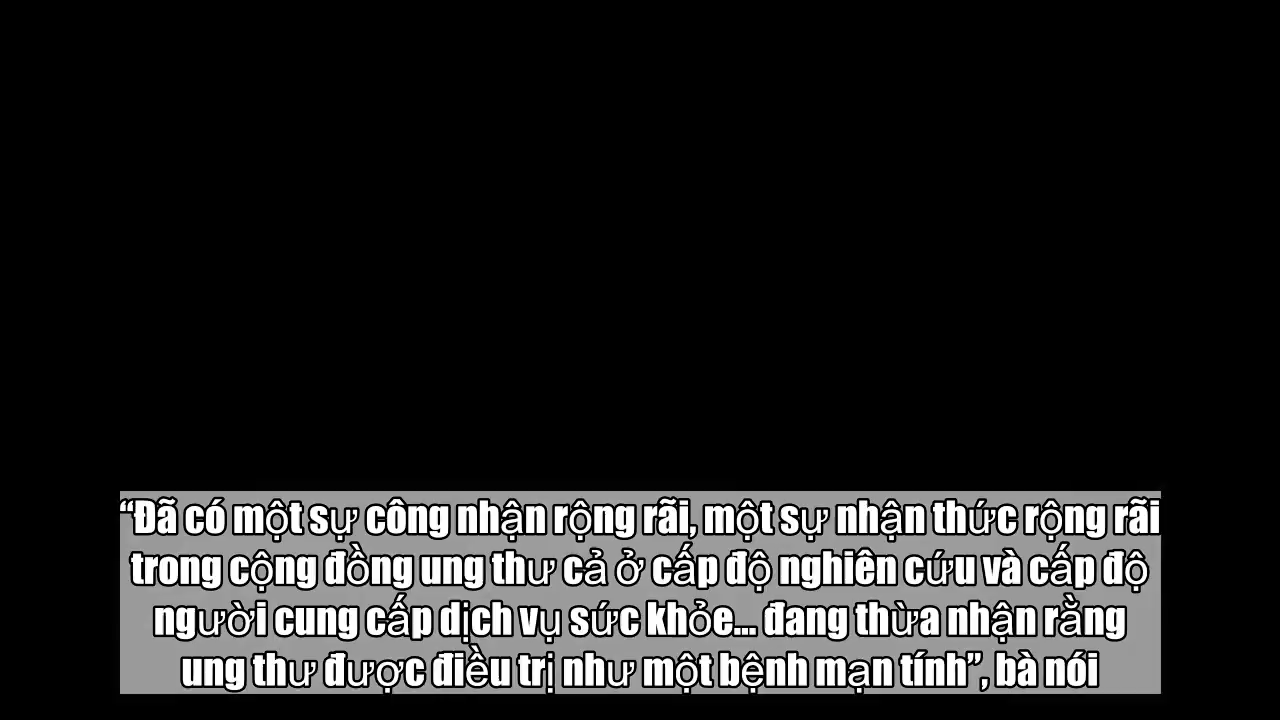 “Đã có một sự công nhận rộng rãi, một sự nhận thức rộng rãi
trong cộng đồng ung thư cả ở cấp độ nghiên cứu và cấp độ
người cung cấp dịch vụ sức khỏe... đang thừa nhận rằng
ung thư được điều trị như một bệnh mạn tính”, bà nói